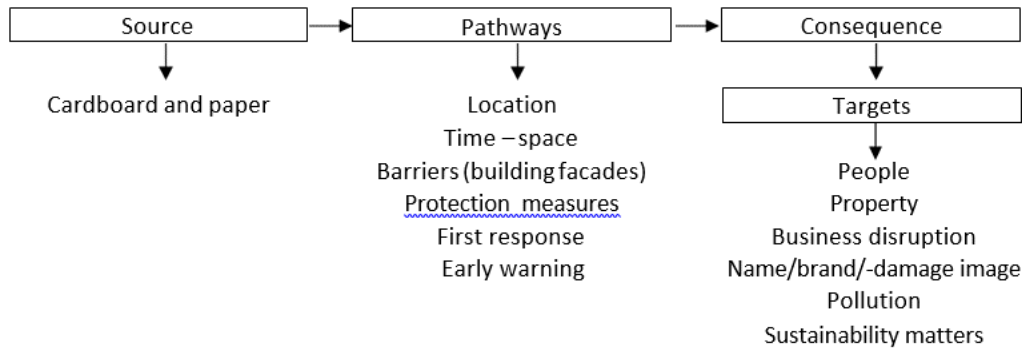 Source
Pathways
Consequence
Cardboard and paper
Location
Time – space
Barriers (building facades)
Protection  measures
First response
Early warning
Targets
People
Property
Business disruption
Name/brand/-damage image
Pollution
Sustainability matters